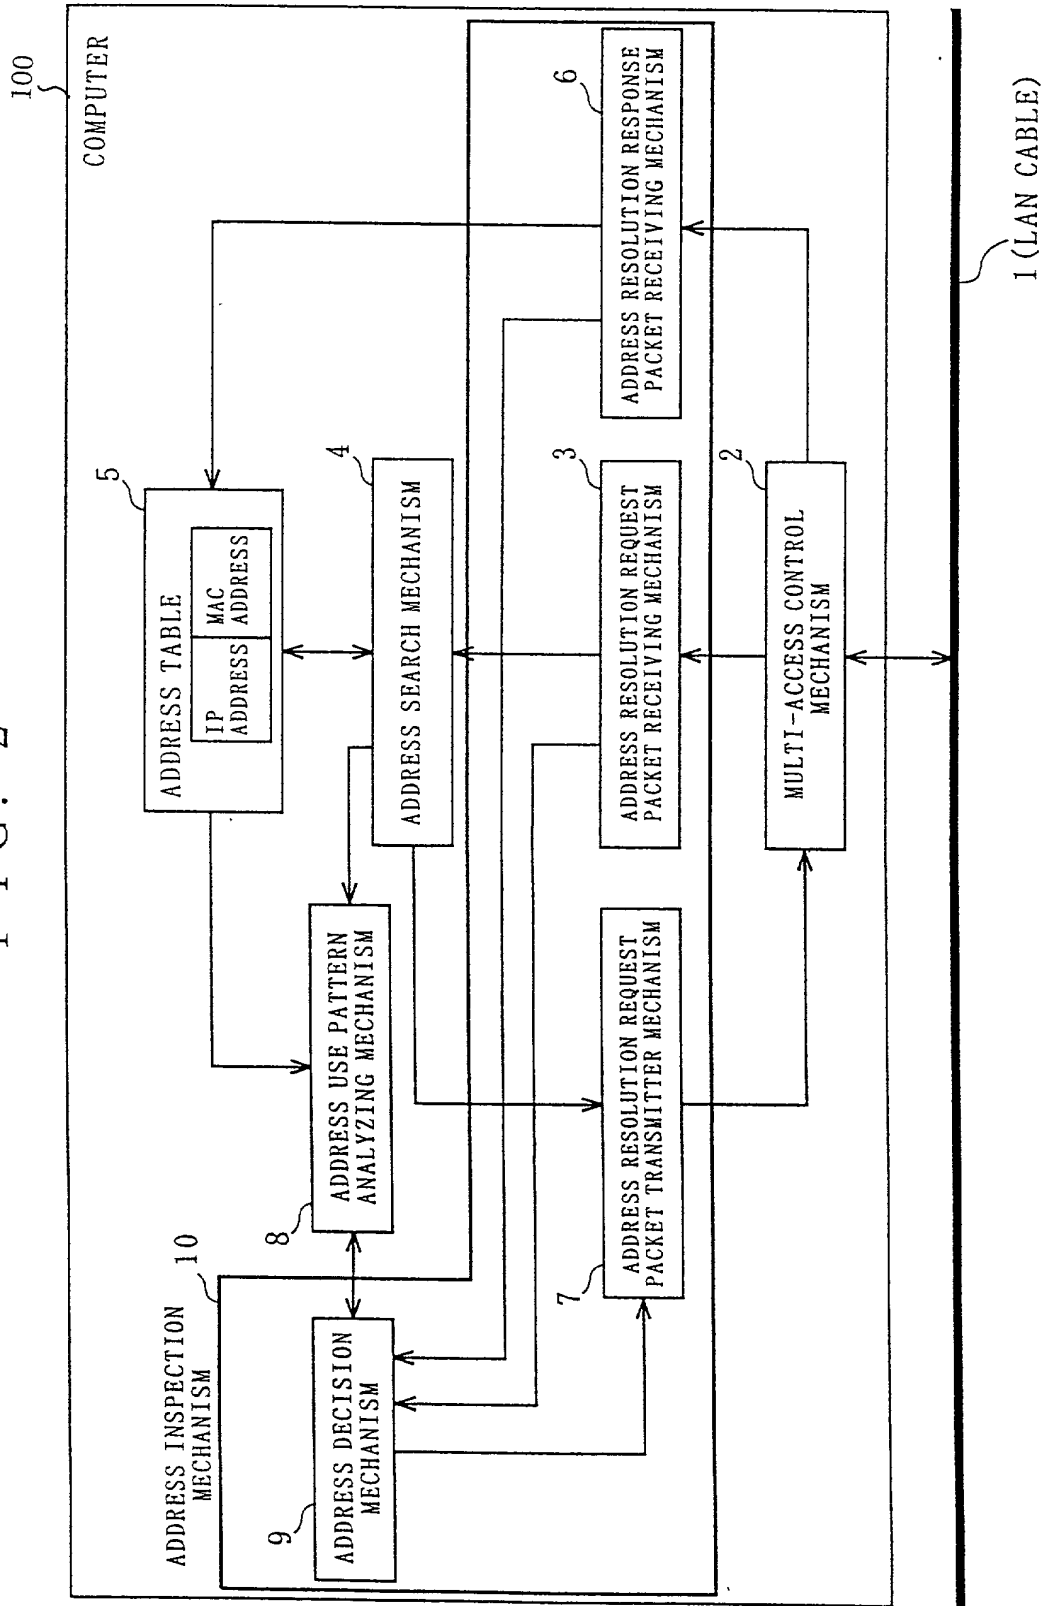 FIG. 2
100
COMPUTER
5
ADDRESS TABLE
IP
ADDRESS
MAC
ADDRESS
10
ADDRESS INSPECTION
MECHANISM
9
ADDRESS DECISION
MECHANISM
8
ADDRESS USE PATTERN
ANALYZING MECHANISM
4
ADDRESS SEARCH MECHANISM
7
ADDRESS RESOLUTION REQUEST
PACKET TRANSMITTER MECHANISM
3
ADDRESS RESOLUTION REQUEST
PACKET RECEIVING MECHANISM
6
ADDRESS RESOLUTION RESPONSE
PACKET RECEIVING MECHANISM
2
MULTI-ACCESS CONTROL
MECHANISM
1 (LAN CABLE)